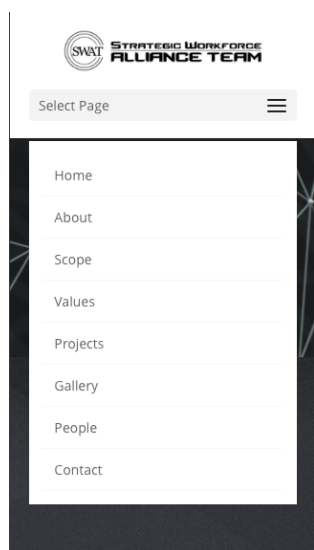 SWAT
STRATEGIC WORKFORCE
ALLIANCE TEAM
Select Page
Home
About
Scope
Values
Projects
Gallery
People
Contact